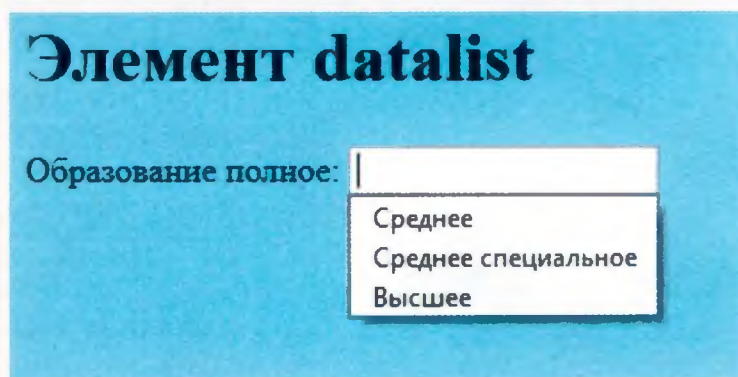 Элемент datalist
Образование полное:
Среднее
Среднее специальное
Высшее